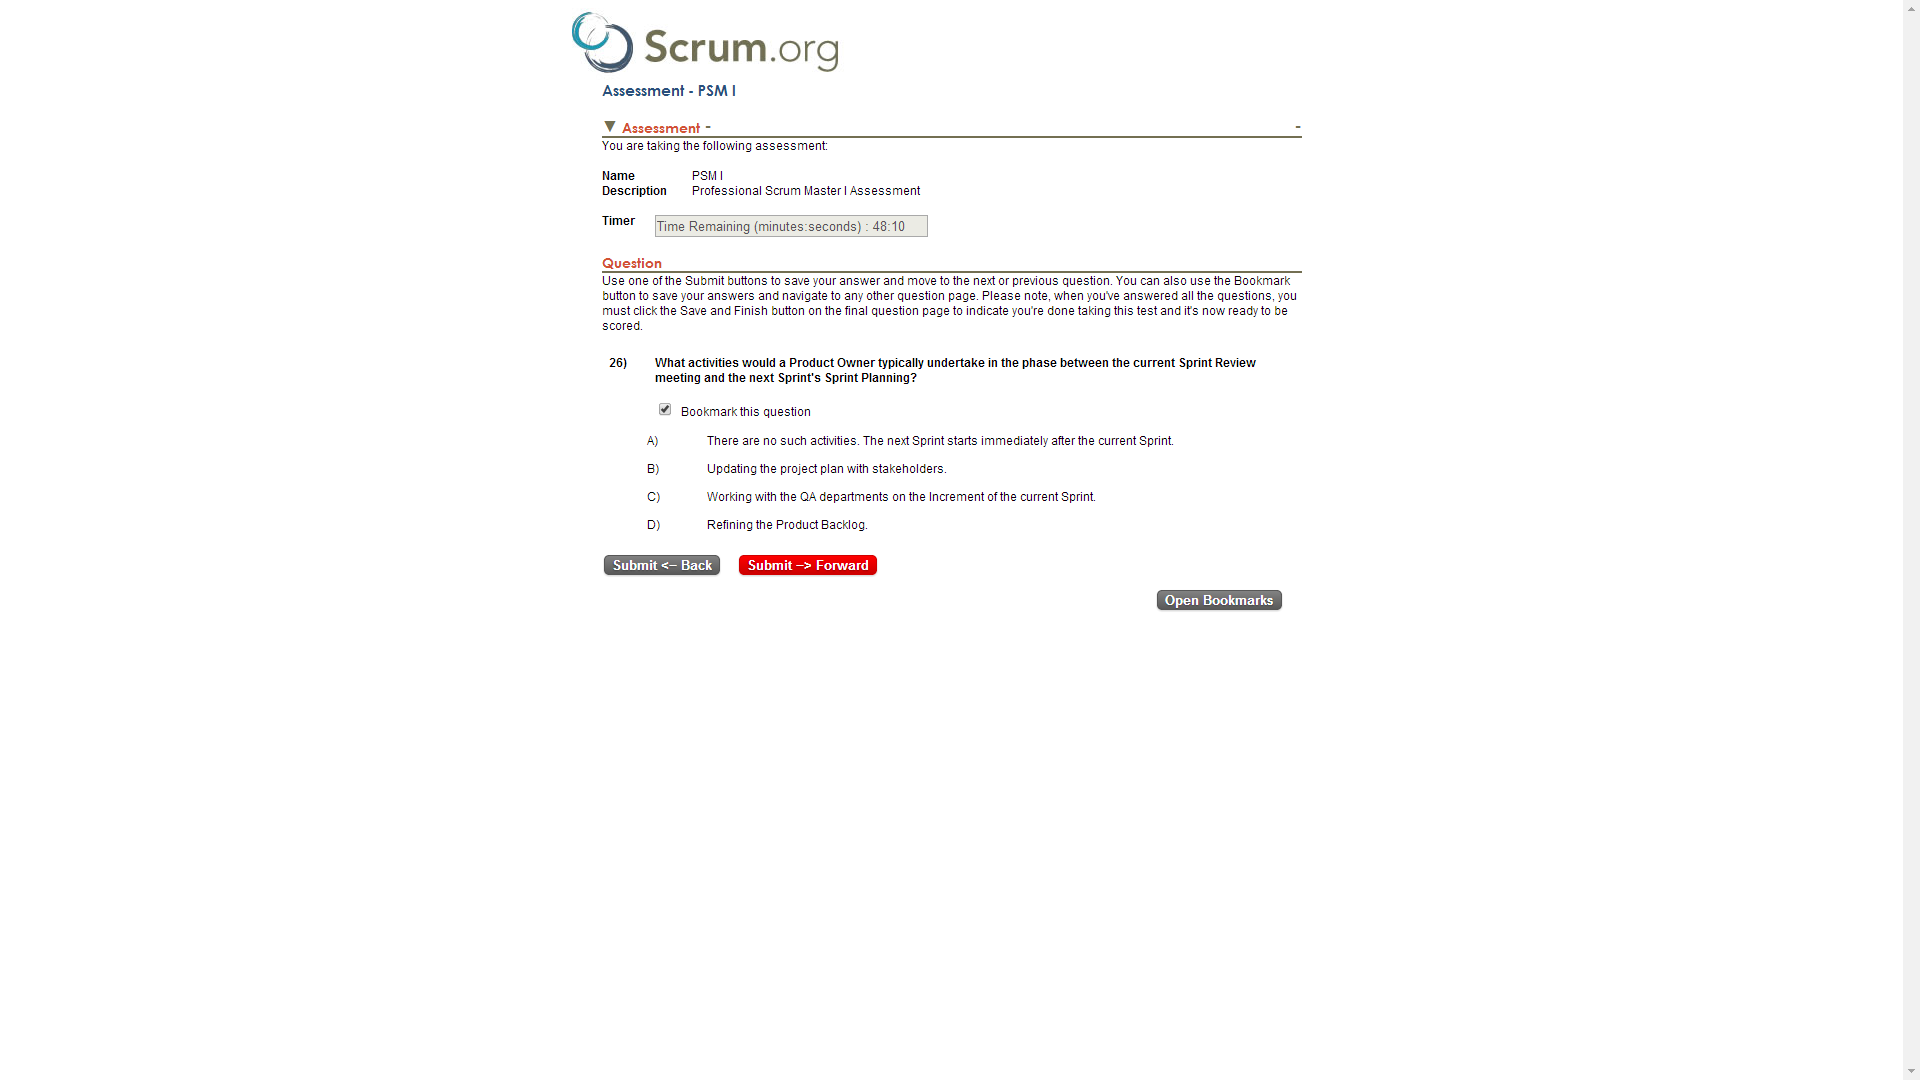 Scrum.org
Assessment - PSM I
▼ Assessment - -
You are taking the following assessment:
Name PSM I
Description Professional Scrum Master I Assessment
Timer Time Remaining (minutes:seconds) : 48:10
Question
Use one of the Submit buttons to save your answer and move to the next or previous question. You can also use the Bookmark
button to save your answers and navigate to any other question page. Please note, when you've answered all the questions, you
must click the Save and Finish button on the final question page to indicate you're done taking this test and it's now ready to be
scored.
26) What activities would a Product Owner typically undertake in the phase between the current Sprint Review
meeting and the next Sprint's Sprint Planning?
Bookmark this question
A) There are no such activities. The next Sprint starts immediately after the current Sprint.
B) Updating the project plan with stakeholders.
C) Working with the QA departments on the Increment of the current Sprint.
D) Refining the Product Backlog.
Submit <-- Back Submit --> Forward
Open Bookmarks